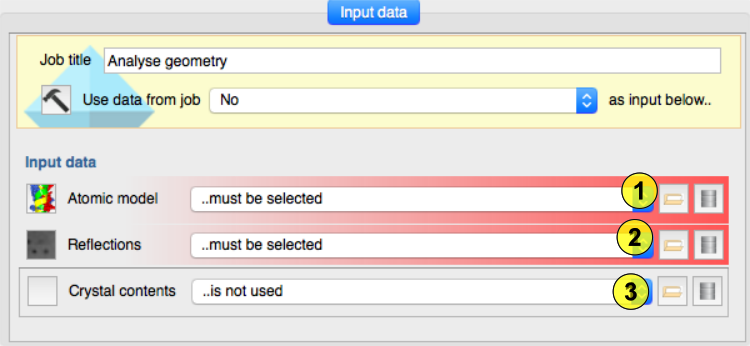 Input data
Job title Analyse geometry
Use data from job No as input below..
Input data
Atomic model ..must be selected 1
Reflections ..must be selected 2
Crystal contents ..is not used 3